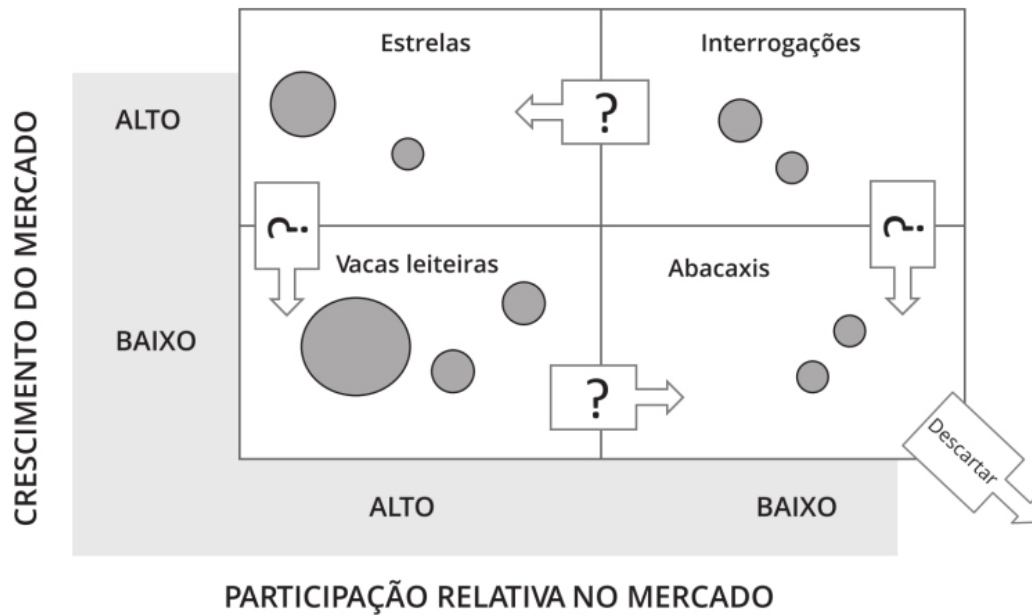 Estrelas
Interrogações
ALTO
?
?
?
Vacas leiteiras
Abacaxis
BAIXO
?
Descartar
ALTO
BAIXO
CRESCIMENTO DO MERCADO
PARTICIPAÇÃO RELATIVA NO MERCADO